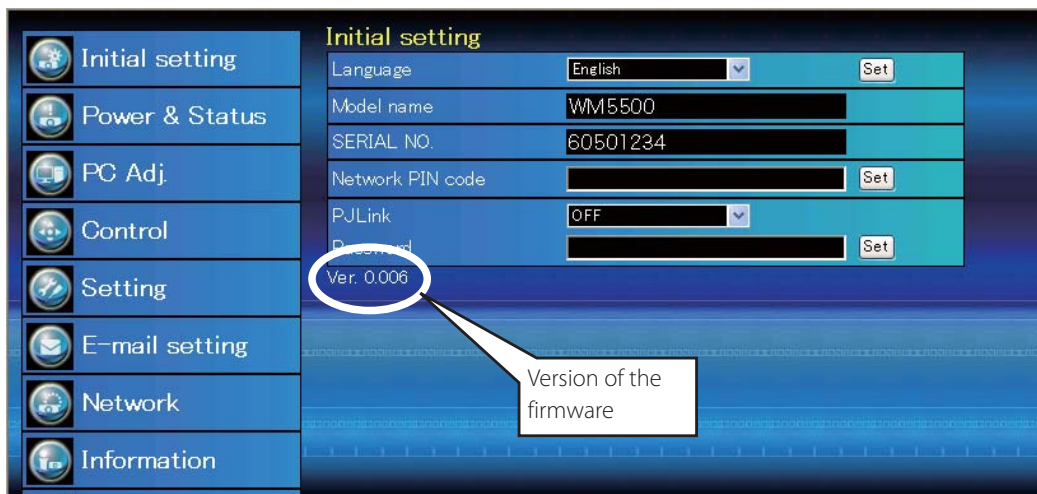 Initial setting
Power & Status
PC Adj.
Control
Setting
E-mail setting
Network
Information
Initial setting
Language English Set
Model name WM5500
SERIAL NO. 60501234
Network PIN code Set
PJLink OFF
Password Set
Ver. 0.006
Version of the
firmware